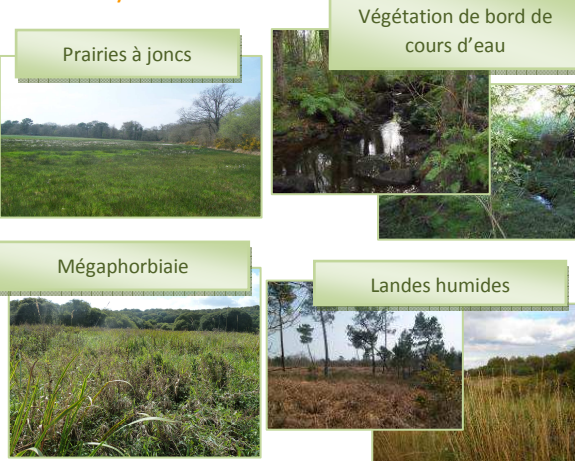 Végétation de bord de
cours d'eau
Prairies à joncs
Mégaphorbiaie
Landes humides